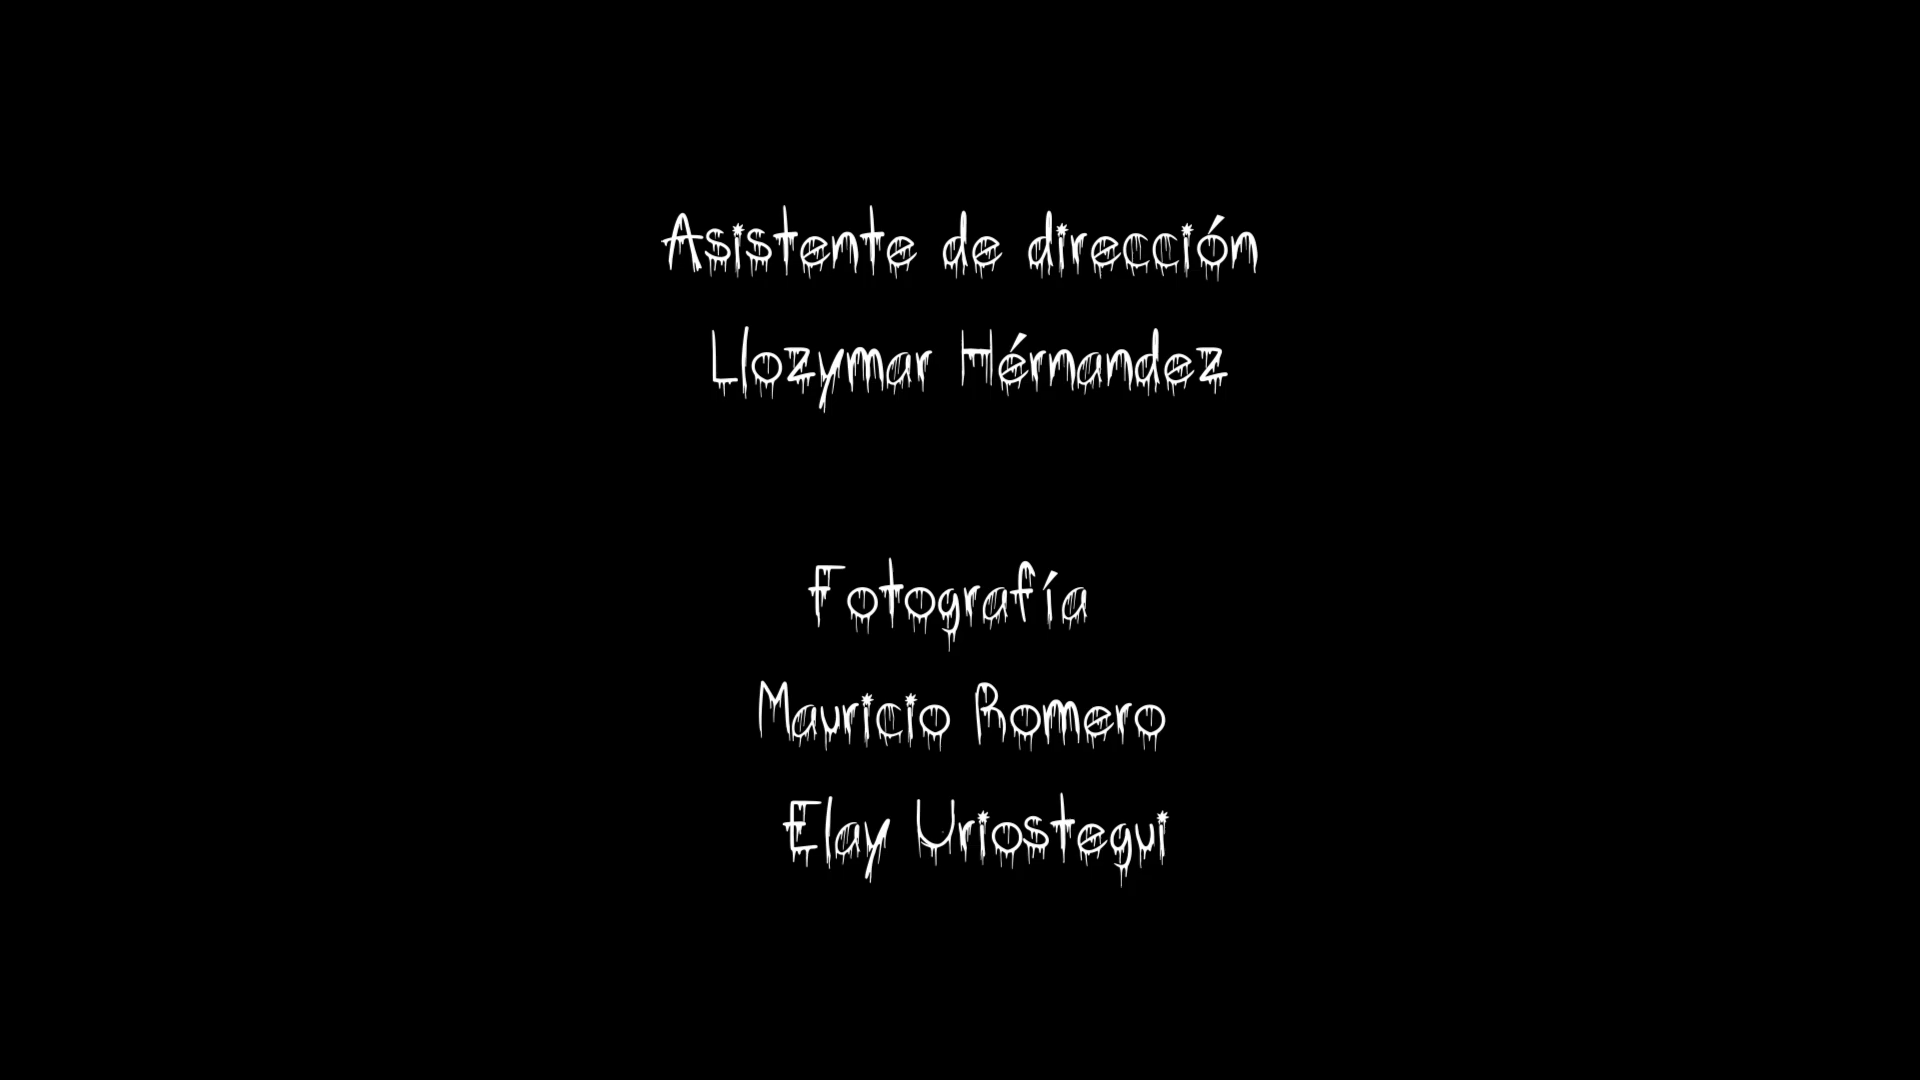 Asistente de dirección
Llozymar Hérnandez
Fotografía
Mauricio Romero
Elay Uriostegui